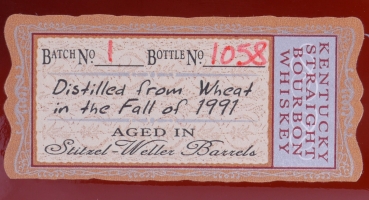 BATCH NO 1 BOTTLE NO 1058
Distilled from Wheat
in the Fall of 1991
AGED IN
Stitzel-Weller Barrels
KENTUCKY
STRAIGHT
BOURBON
WHISKEY